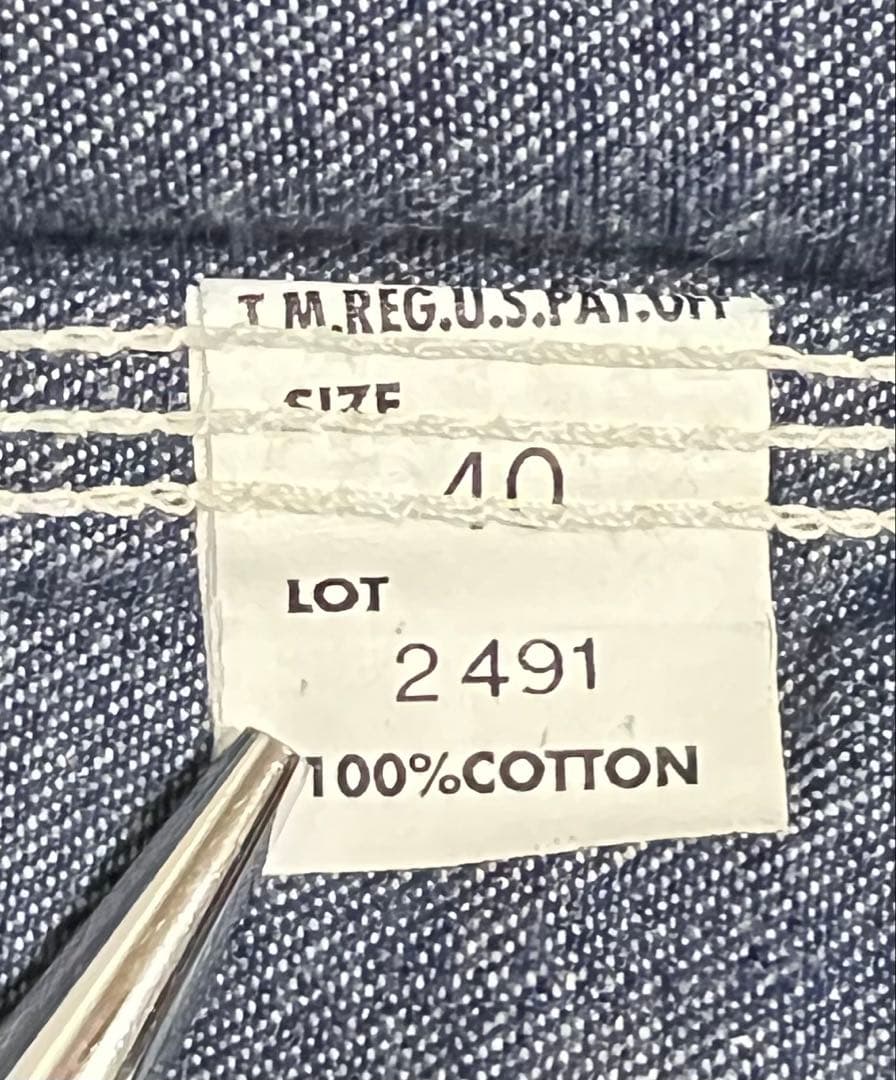 T M.REG.U.S.PAT.OFF
SIZE
40
LOT
2491
100%COTTON